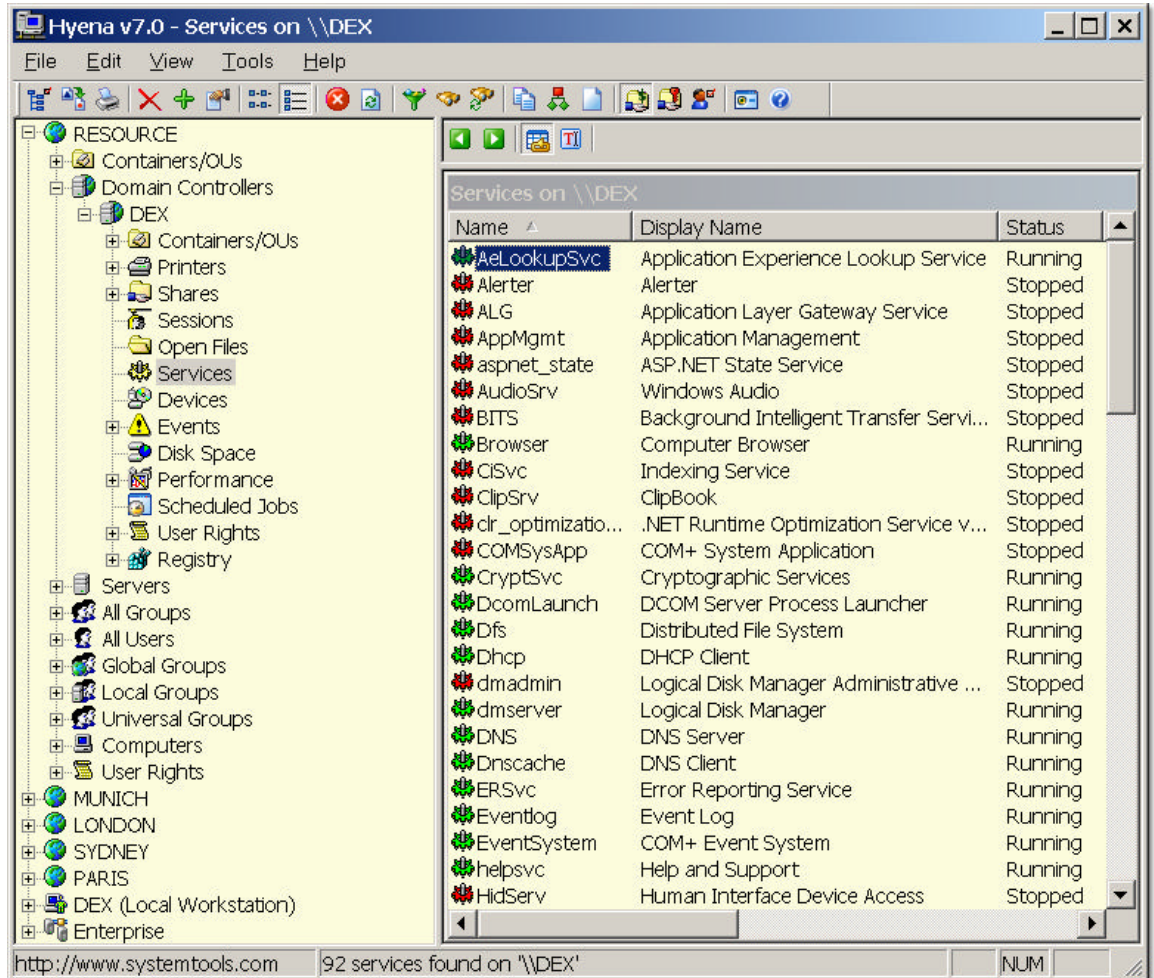 Hyena v7.0 - Services on \\DEX
File Edit View Tools Help
RESOURCE
Containers/OUs
Domain Controllers
DEX
Containers/OUs
Printers
Shares
Sessions
Open Files
Services
Devices
Events
Disk Space
Performance
Scheduled Jobs
User Rights
Registry
Servers
All Groups
All Users
Global Groups
Local Groups
Universal Groups
Computers
User Rights
MUNICH
LONDON
SYDNEY
PARIS
DEX (Local Workstation)
Enterprise
Services on \\DEX
Name Display Name Status
AeLookupSvc Application Experience Lookup Service Running
Alerter Alerter Stopped
ALG Application Layer Gateway Service Stopped
AppMgmt Application Management Stopped
aspnet_state ASP.NET State Service Stopped
AudioSrv Windows Audio Stopped
BITS Background Intelligent Transfer Servi... Stopped
Browser Computer Browser Running
CiSvc Indexing Service Stopped
ClipSrv ClipBook Stopped
clr_optimizatio... .NET Runtime Optimization Service v... Stopped
COMSysApp COM+ System Application Stopped
CryptSvc Cryptographic Services Running
DcomLaunch DCOM Server Process Launcher Running
Dfs Distributed File System Running
Dhcp DHCP Client Running
dmadmin Logical Disk Manager Administrative ... Stopped
dmserver Logical Disk Manager Running
DNS DNS Server Running
Dnscache DNS Client Running
ERSvc Error Reporting Service Running
Eventlog Event Log Running
EventSystem COM+ Event System Running
helpsvc Help and Support Running
HidServ Human Interface Device Access Stopped
http://www.systemtools.com 92 services found on '\\DEX' NUM